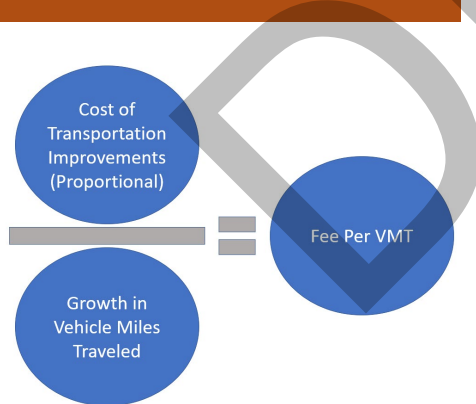 Cost of
Transportation
Improvements
(Proportional)
Fee Per VMT
Growth in
Vehicle Miles
Traveled